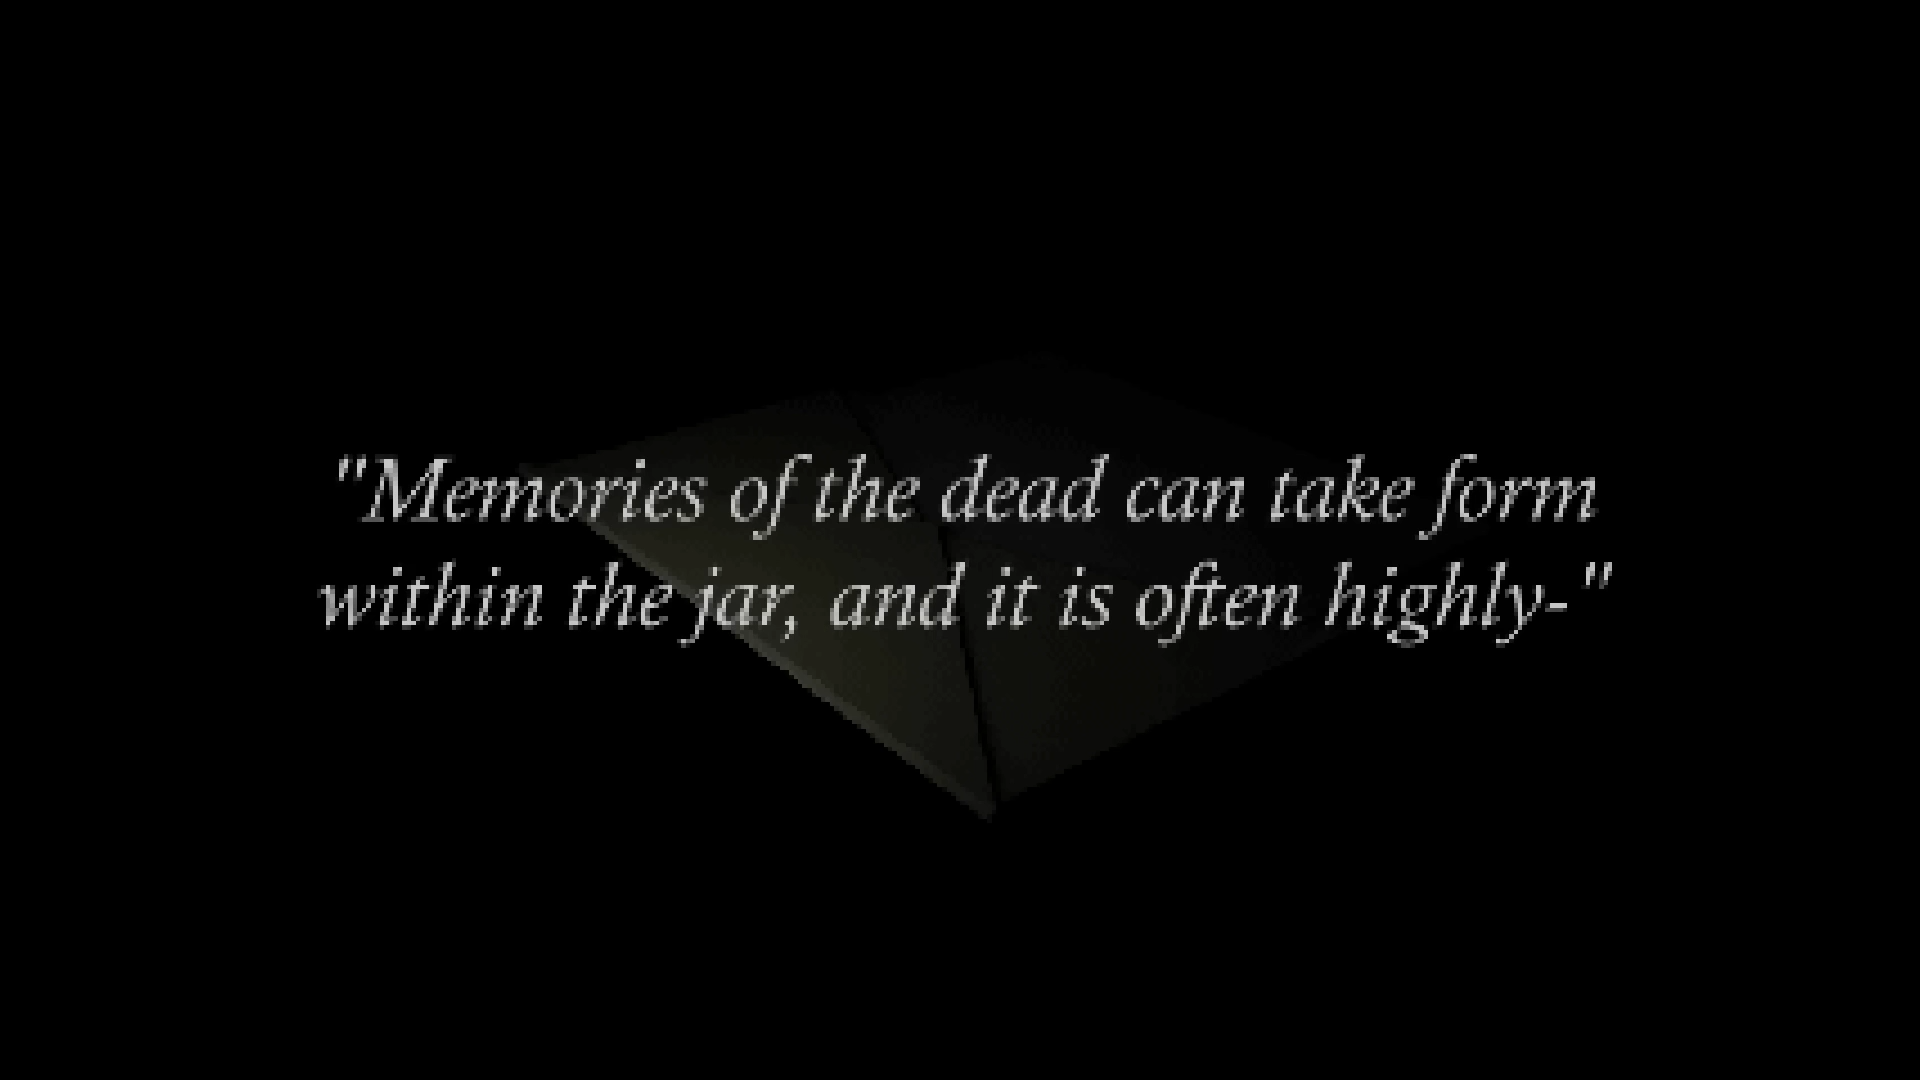 "Memories of the dead can take form
within the jar, and it is often highly-"